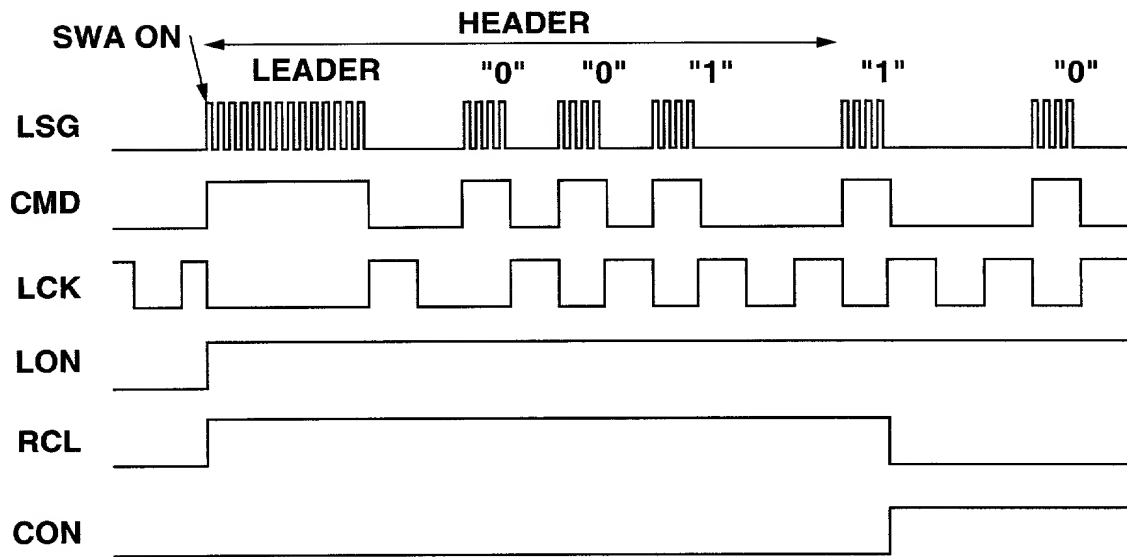 HEADER
SWA ON
LEADER "0" "0" "1" "1" "0"
LSG
CMD
LCK
LON
RCL
CON